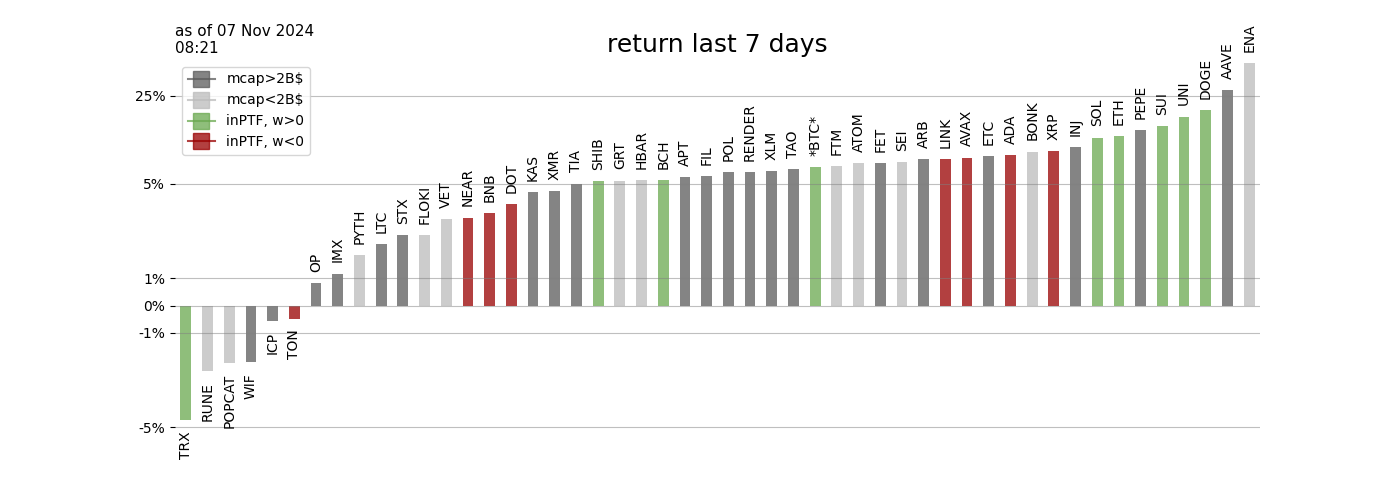 as of 07 Nov 2024
08:21
return last 7 days
mcap>2B$
mcap<2B$
inPTF, w>0
inPTF, w<0
25%
5%
1%
0%
-1%
-5%
TRX
RUNE
POPCAT
WIF
ICP
TON
OP
IMX
PYTH
LTC
STX
FLOKI
VET
NEAR
BNB
DOT
KAS
XMR
TIA
SHIB
GRT
HBAR
BCH
APT
FIL
POL
RENDER
XLM
TAO
*BTC*
FTM
ATOM
FET
SEI
ARB
LINK
AVAX
ETC
ADA
BONK
XRP
INJ
SOL
ETH
PEPE
SUI
UNI
DOGE
AAVE
ENA